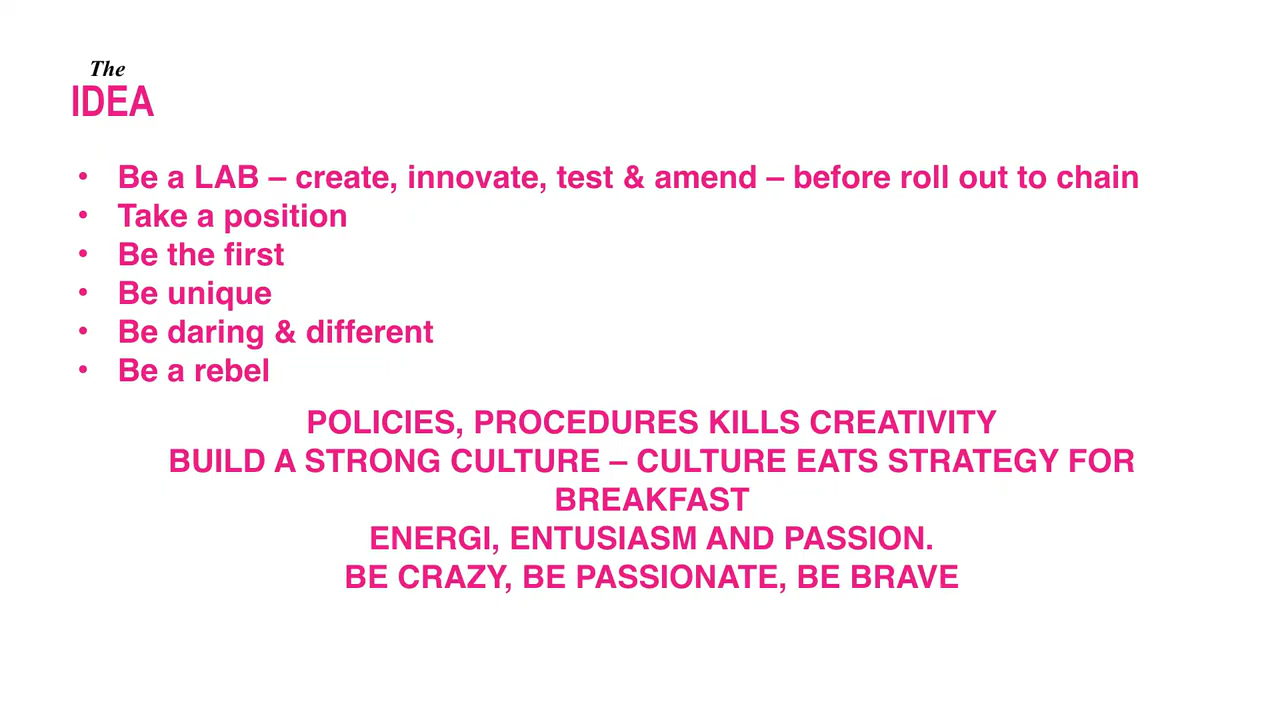 The
IDEA
• Be a LAB – create, innovate, test & amend – before roll out to chain
• Take a position
• Be the first
• Be unique
• Be daring & different
• Be a rebel
POLICIES, PROCEDURES KILLS CREATIVITY
BUILD A STRONG CULTURE – CULTURE EATS STRATEGY FOR
BREAKFAST
ENERGI, ENTUSIASM AND PASSION.
BE CRAZY, BE PASSIONATE, BE BRAVE